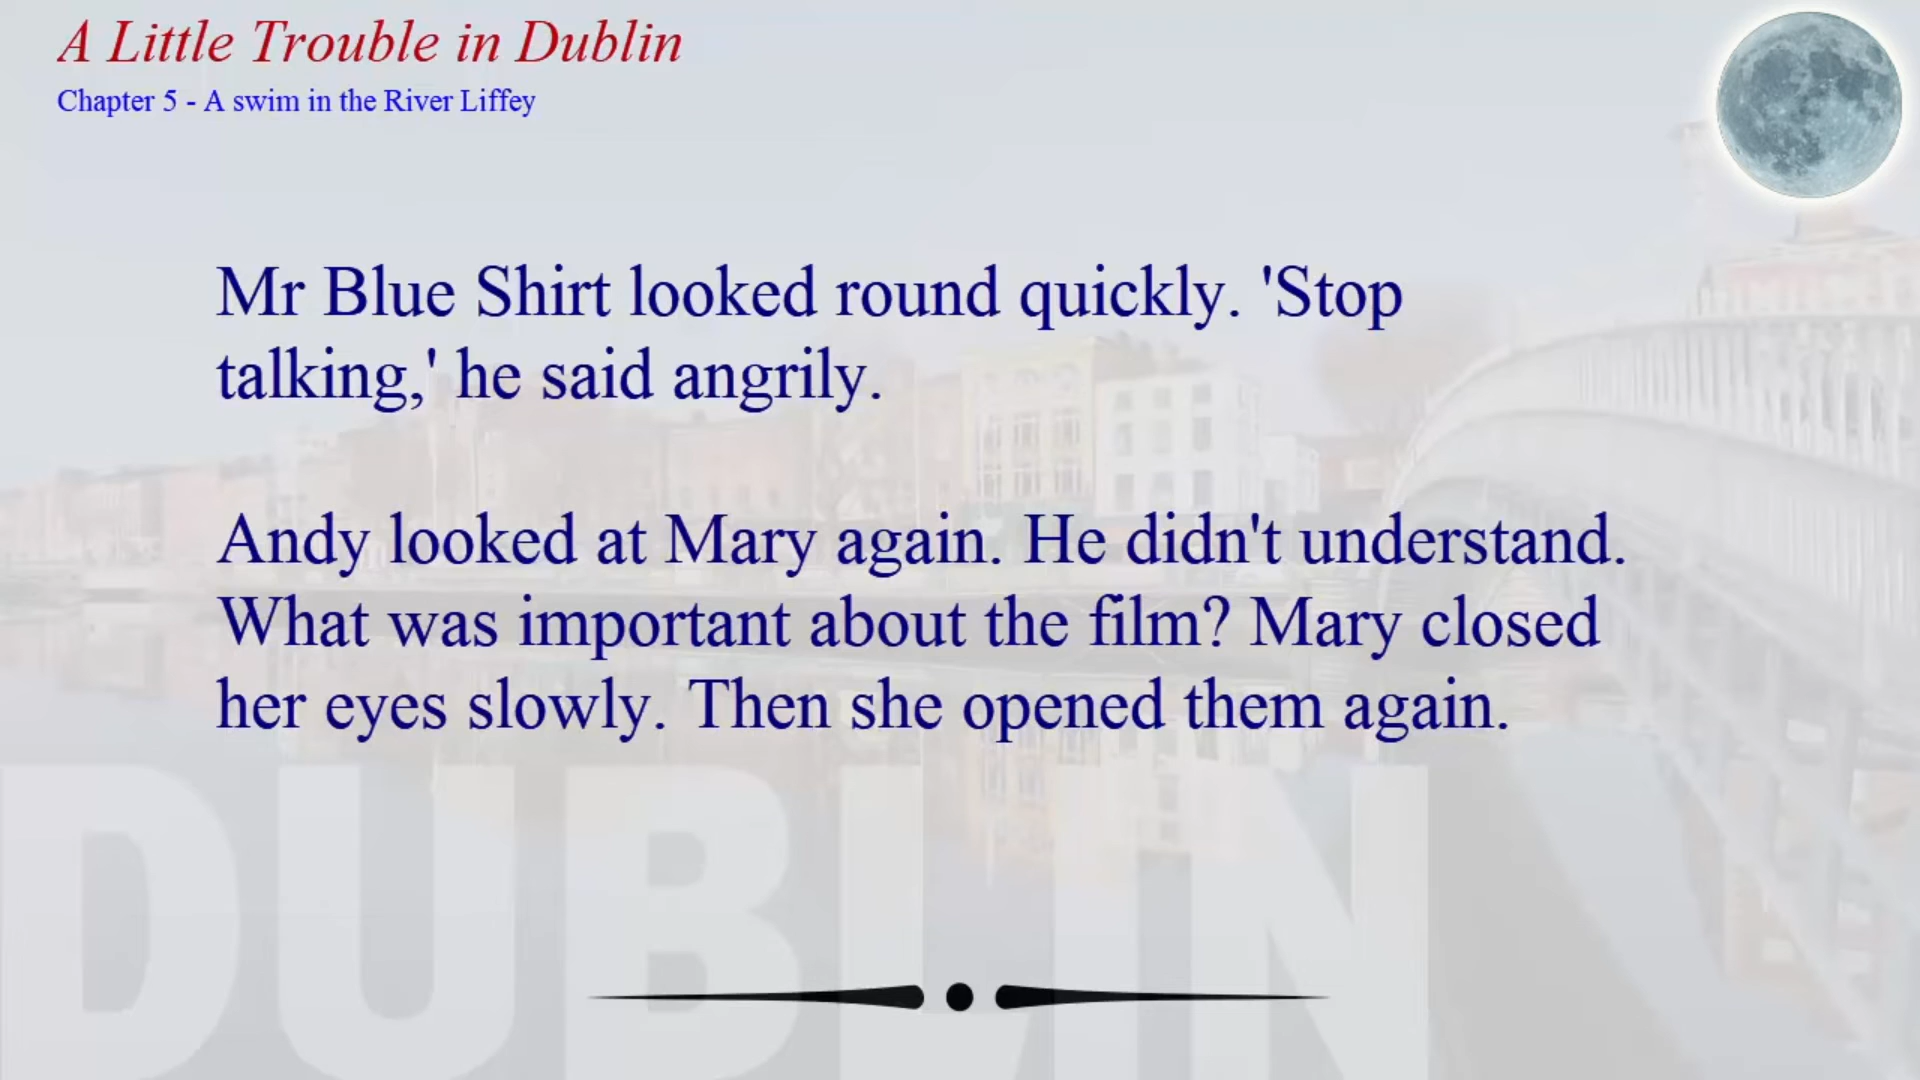 A Little Trouble in Dublin
Chapter 5 - A swim in the River Liffey
Mr Blue Shirt looked round quickly. 'Stop
talking,' he said angrily.
Andy looked at Mary again. He didn't understand.
What was important about the film? Mary closed
her eyes slowly. Then she opened them again.
DUBLIN